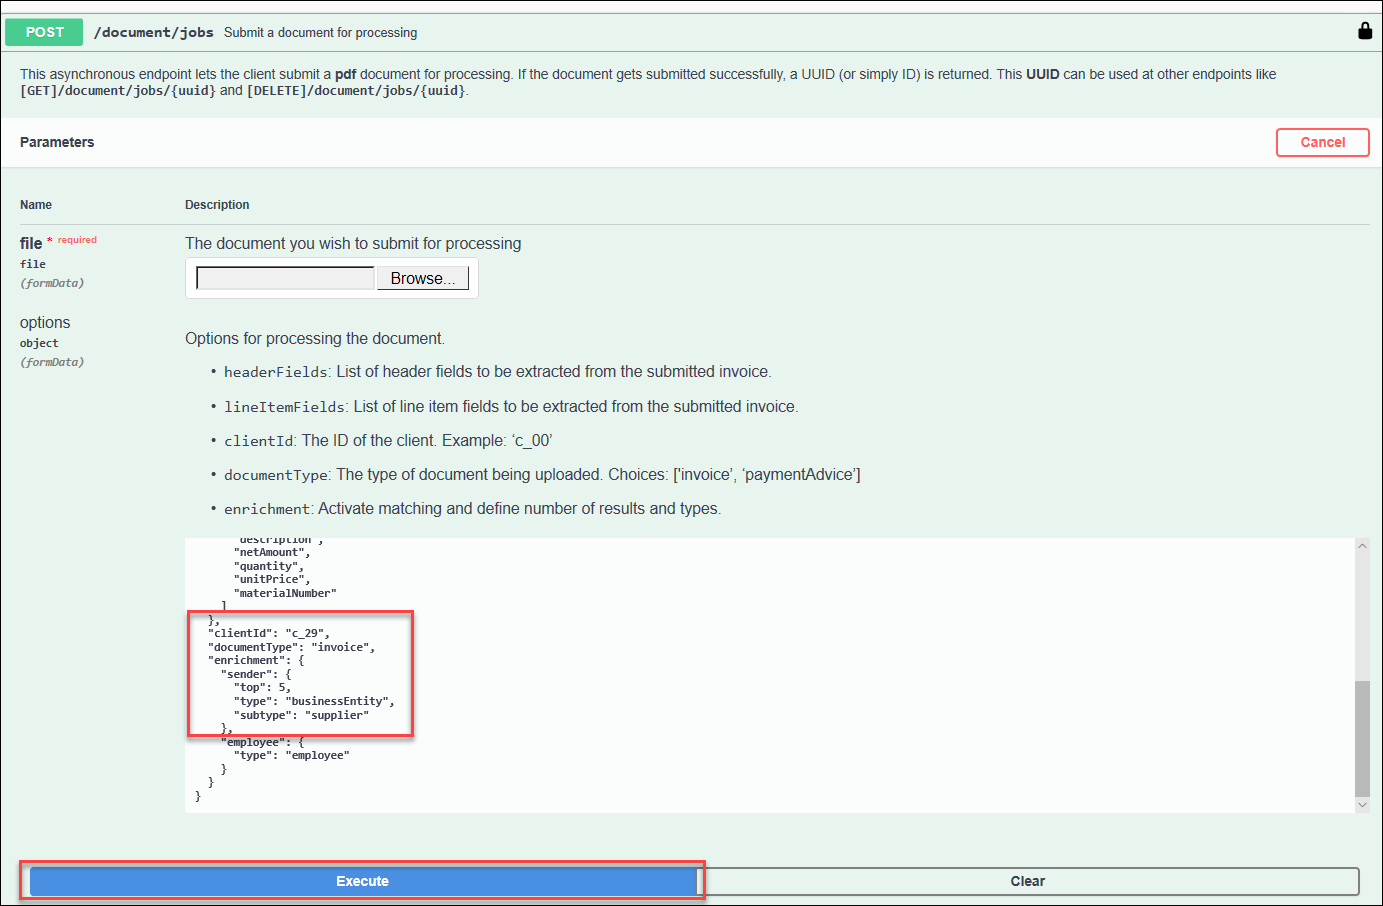 POST /document/jobs Submit a document for processing
This asynchronous endpoint lets the client submit a pdf document for processing. If the document gets submitted successfully, a UUID (or simply ID) is returned. This UUID can be used at other endpoints like
[GET]/document/jobs/{uuid} and [DELETE]/document/jobs/{uuid}.
Parameters
Cancel
Name Description
file * required
file
(formData)
The document you wish to submit for processing
Browse...
options
object
(formData)
Options for processing the document.
• headerFields: List of header fields to be extracted from the submitted invoice.
• lineItemFields: List of line item fields to be extracted from the submitted invoice.
• clientId: The ID of the client. Example: ‘c_00’
• documentType: The type of document being uploaded. Choices: ['invoice’, ‘paymentAdvice’]
• enrichment: Activate matching and define number of results and types.
"description",
"netAmount",
"quantity",
"unitPrice",
"materialNumber"
]
},
"clientId": "c_29",
"documentType": "invoice",
"enrichment": {
"sender": {
"top": 5,
"type": "businessEntity",
"subtype": "supplier"
},
"employee": {
"type": "employee"
}
}
}
Execute Clear